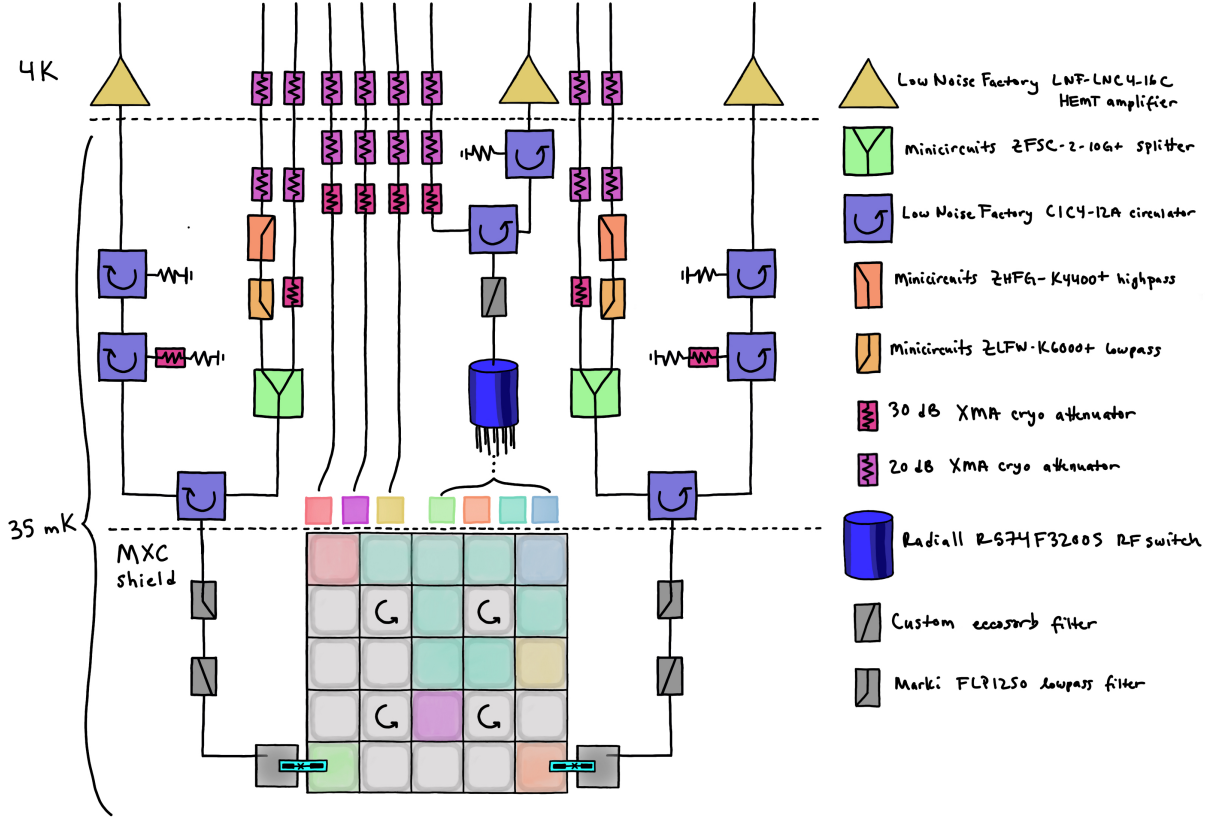 4K
35 mK
MXC
shield
Low Noise Factory LNF-LNC4-16C
HEMT amplifier
Minicircuits ZFSC-2-10G+ splitter
Low Noise Factory CIC4-12A circulator
Minicircuits ZHFG-K4400+ highpass
Minicircuits ZLFW-K6000+ lowpass
30 dB XMA cryo attenuator
20 dB XMA cryo attenuator
Radiall R574F32005 RF switch
Custom eccosorb filter
Marki FLP1250 lowpass filter